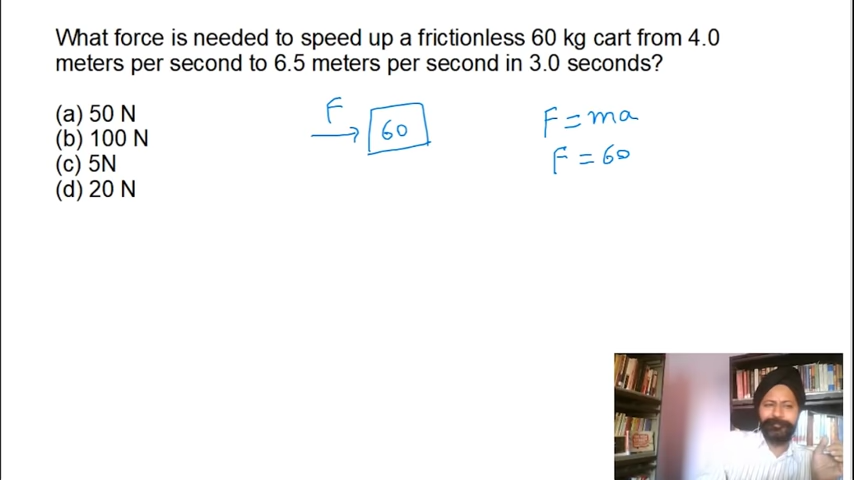 What force is needed to speed up a frictionless 60 kg cart from 4.0
meters per second to 6.5 meters per second in 3.0 seconds?
(a) 50 N
(b) 100 N
(c) 5N
(d) 20 N
F
60
F = ma
F = 60